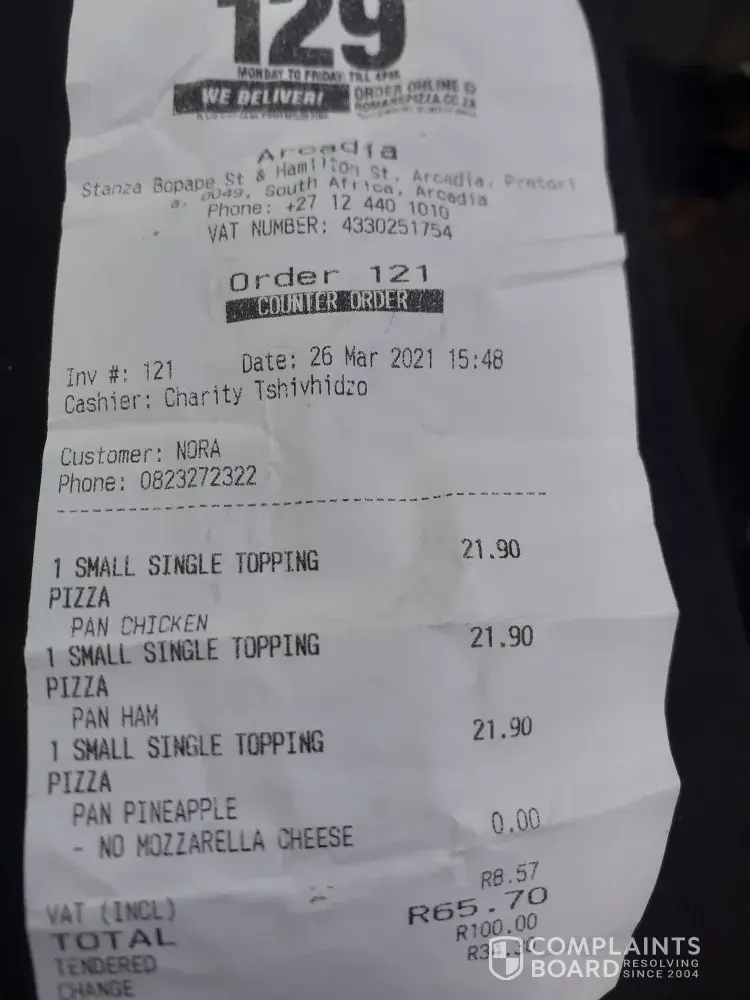 129
MONDAY TO FRIDAY TILL 4PM
WE DELIVER! ORDER ONLINE @
ROMANSPIZZA.CO.ZA
Arcadia
Stanza Bopape St & Hamilton St, Arcadia, Pretori
a, 0049, South Africa, Arcadia
Phone: +27 12 440 1010
VAT NUMBER: 4330251754
Order 121
COUNTER ORDER
Inv #: 121 Date: 26 Mar 2021 15:48
Cashier: Charity Tshivhidzo
Customer: NORA
Phone: 0823272322
1 SMALL SINGLE TOPPING 21.90
PIZZA
PAN CHICKEN
1 SMALL SINGLE TOPPING 21.90
PIZZA
PAN HAM
1 SMALL SINGLE TOPPING 21.90
PIZZA
PAN PINEAPPLE
- NO MOZZARELLA CHEESE 0.00
VAT (INCL) R8.57
TOTAL R65.70
TENDERED R100.00
CHANGE
COMPLAINTS
BOARD RESOLVING
SINCE 2004